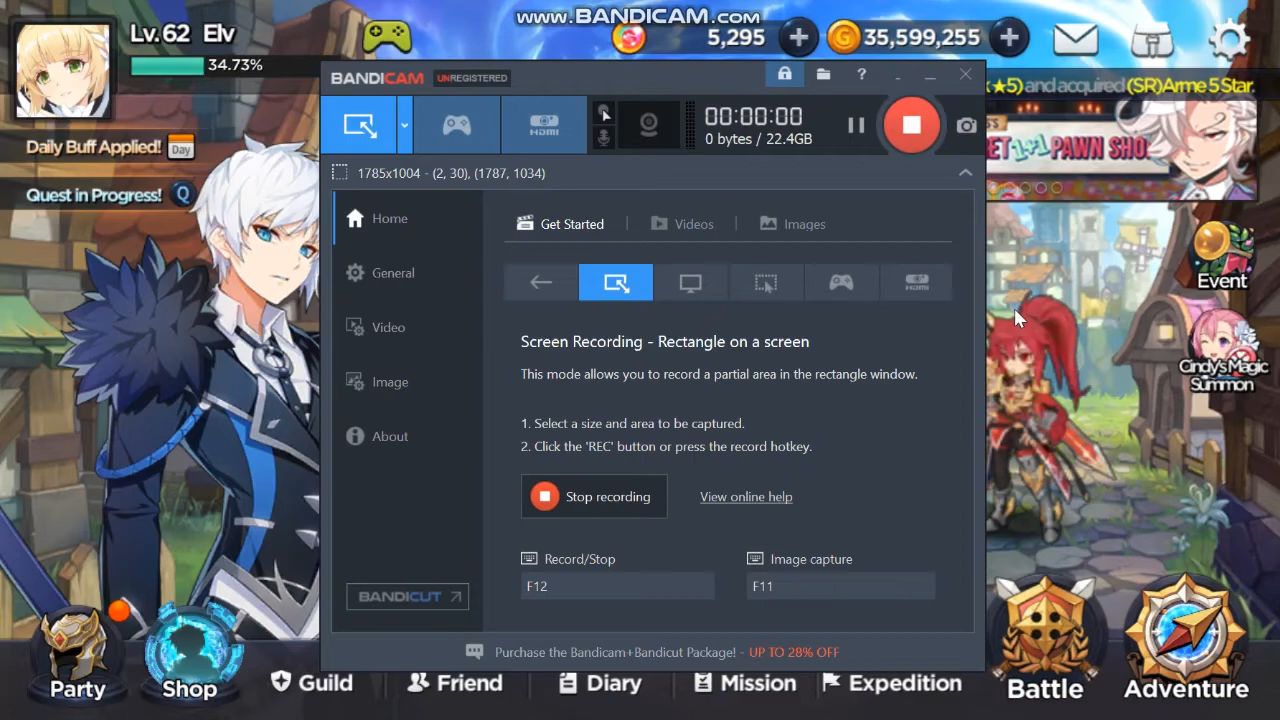 www.BANDICAM.com
Lv.62 Elv
5,295
G 35,599,255
34.73%
BANDICAM UNREGISTERED
?
★5) and acquired (SR)Arme 5 Star.
HDMI
00:00:00
0 bytes / 22.4GB
Daily Buff Applied! Day
1+1 PAWN SHO
1785x1004 - (2, 30), (1787, 1034)
Quest in Progress! Q
Home
Get Started
Videos
Images
General
HDMI
Event
Video
Screen Recording - Rectangle on a screen
This mode allows you to record a partial area in the rectangle window.
Cindy's Magic
Summon
Image
1. Select a size and area to be captured.
About
2. Click the 'REC' button or press the record hotkey.
Stop recording
View online help
Record/Stop
Image capture
F12
F11
BANDICUT
Purchase the Bandicam+Bandicut Package! - UP TO 28% OFF
Party
Shop
Guild
Friend
Diary
Mission
Expedition
Battle
Adventure